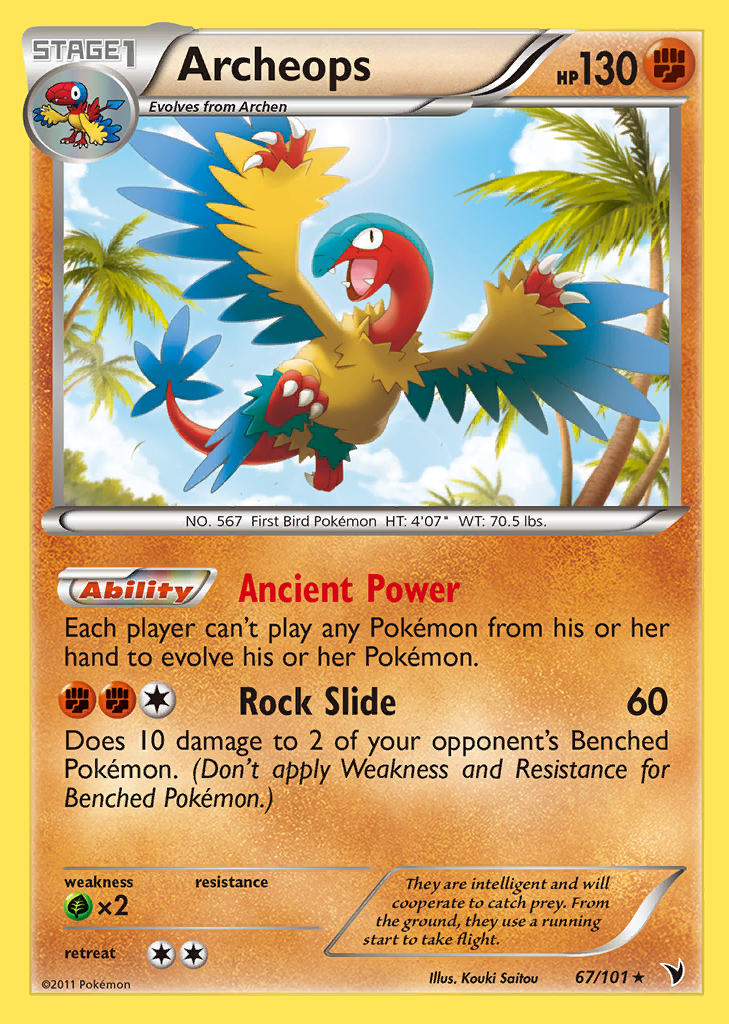 STAGE1
Archeops
HP130
Evolves from Archen
NO. 567 First Bird Pokémon HT: 4'07" WT: 70.5 lbs.
Ability Ancient Power
Each player can't play any Pokémon from his or her
hand to evolve his or her Pokémon.
Rock Slide 60
Does 10 damage to 2 of your opponent's Benched
Pokémon. (Don't apply Weakness and Resistance for
Benched Pokémon.)
weakness resistance
×2
retreat
They are intelligent and will
cooperate to catch prey. From
the ground, they use a running
start to take flight.
©2011 Pokémon
Illus. Kouki Saitou
67/101 ★